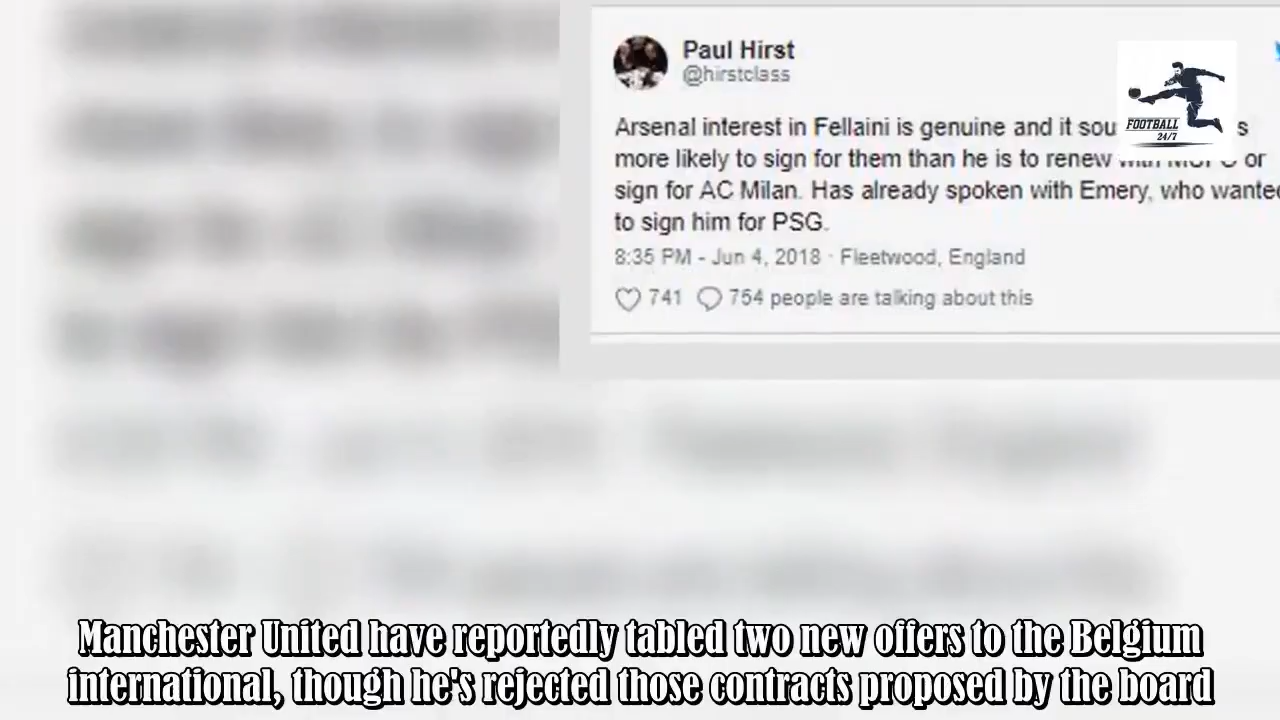 Paul Hirst
@hirstclass
FOOTBALL
24/7
Arsenal interest in Fellaini is genuine and it s
more likely to sign for them than he is to renew or
sign for AC Milan. Has already spoken with Emery, who wanted
to sign him for PSG.
8:35 PM - Jun 4, 2018 · Fleetwood, England
741 754 people are talking about this
Manchester United have reportedly tabled two new offers to the Belgium
international, though he's rejected those contracts proposed by the board